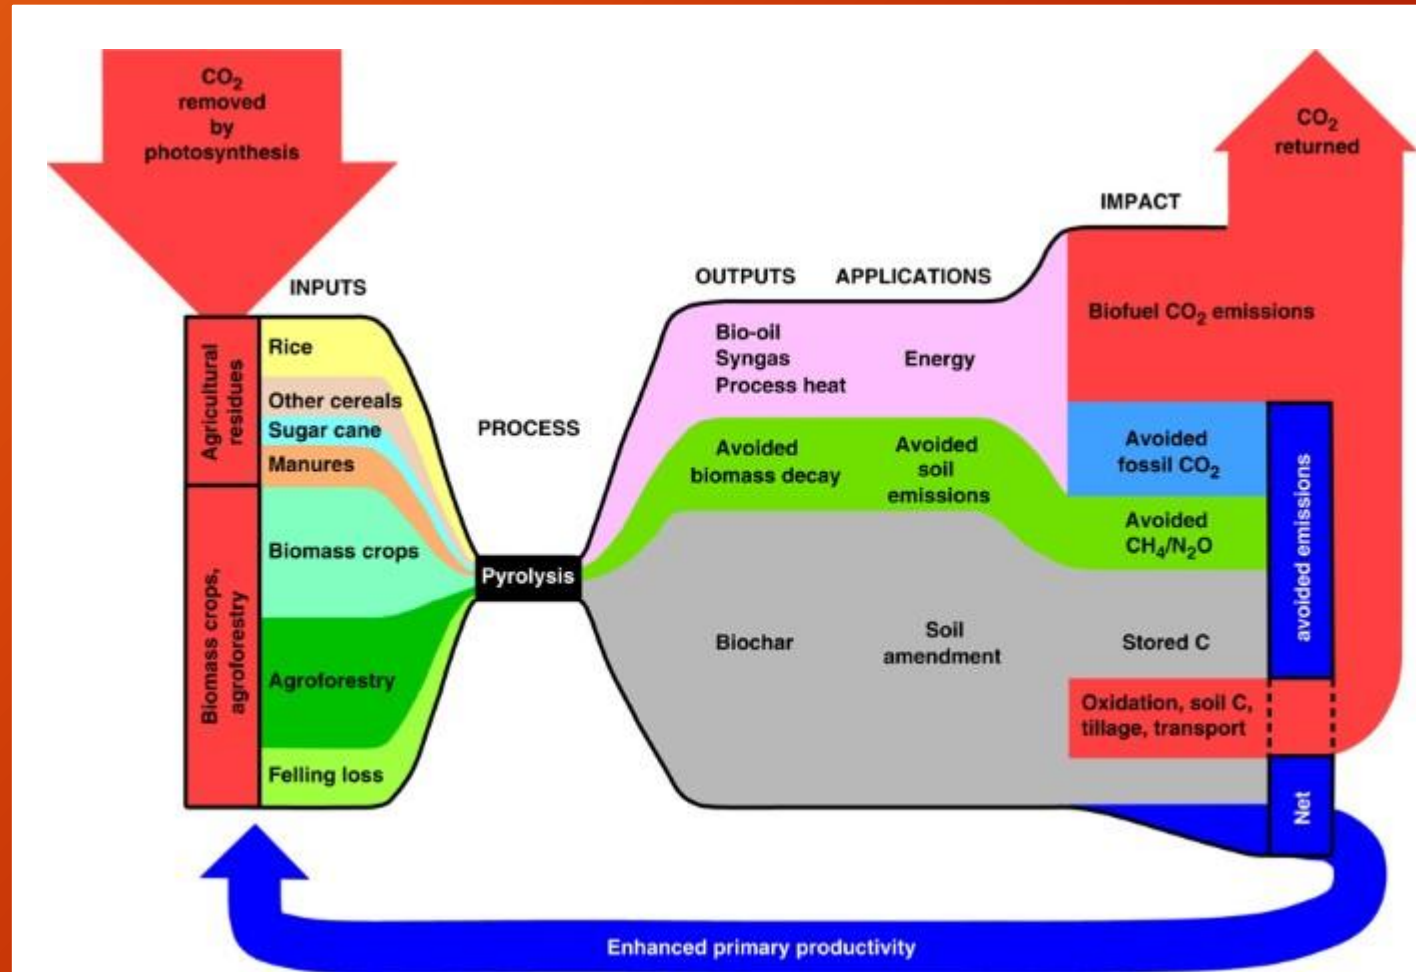 CO₂
removed
by
photosynthesis
CO₂
returned
IMPACT
INPUTS
OUTPUTS
APPLICATIONS
PROCESS
Agricultural
residues
Biomass crops,
agroforestry
Rice
Other cereals
Sugar cane
Manures
Biomass crops
Agroforestry
Felling loss
Pyrolysis
Bio-oil
Syngas
Process heat
Energy
Avoided
biomass decay
Avoided
soil
emissions
Biochar
Soil
amendment
Biofuel CO₂ emissions
Avoided
fossil CO₂
Avoided
CH₄/N₂O
Stored C
Oxidation, soil C,
tillage, transport
avoided emissions
Net
Enhanced primary productivity